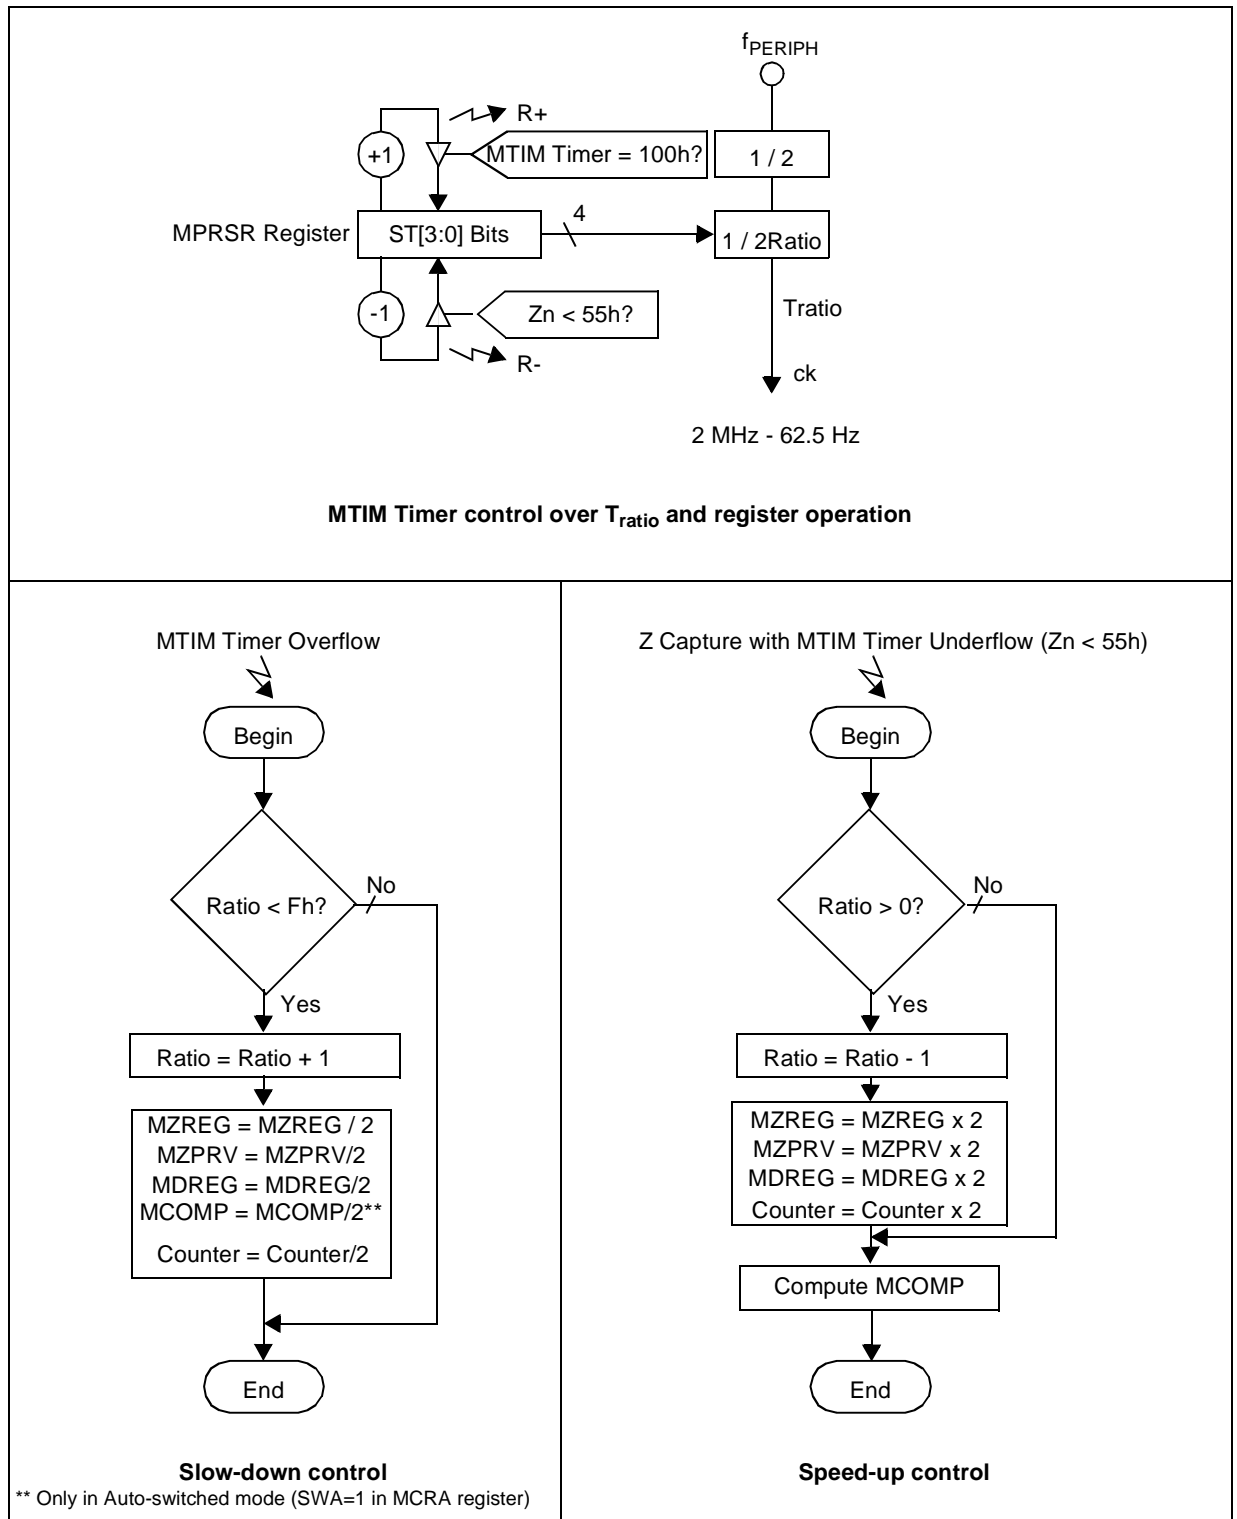 fPERIPH
R+
+1
MTIM Timer = 100h?
1 / 2
4
MPRSR Register
ST[3:0] Bits
1 / 2Ratio
-1
Zn < 55h?
Tratio
R-
ck
2 MHz - 62.5 Hz
MTIM Timer control over Tratio and register operation
MTIM Timer Overflow
Begin
Ratio < Fh?
No
Yes
Ratio = Ratio + 1
MZREG = MZREG / 2
MZPRV = MZPRV/2
MDREG = MDREG/2
MCOMP = MCOMP/2**
Counter = Counter/2
End
Slow-down control
** Only in Auto-switched mode (SWA=1 in MCRA register)
Z Capture with MTIM Timer Underflow (Zn < 55h)
Begin
Ratio > 0?
No
Yes
Ratio = Ratio - 1
MZREG = MZREG x 2
MZPRV = MZPRV x 2
MDREG = MDREG x 2
Counter = Counter x 2
Compute MCOMP
End
Speed-up control